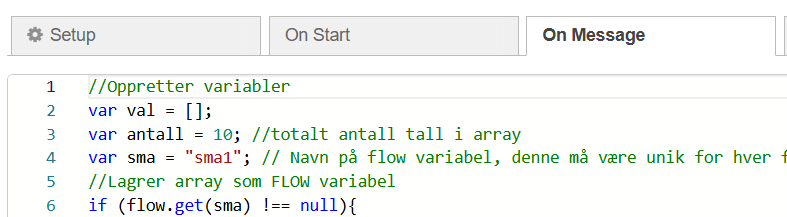 Setup On Start On Message
1 //Oppretter variabler
2 var val = [];
3 var antall = 10; //totalt antall tall i array
4 var sma = "sma1"; // Navn på flow variabel, denne må være unik for hver f
5 //Lagrer array som FLOW variabel
6 if (flow.get(sma) !== null){